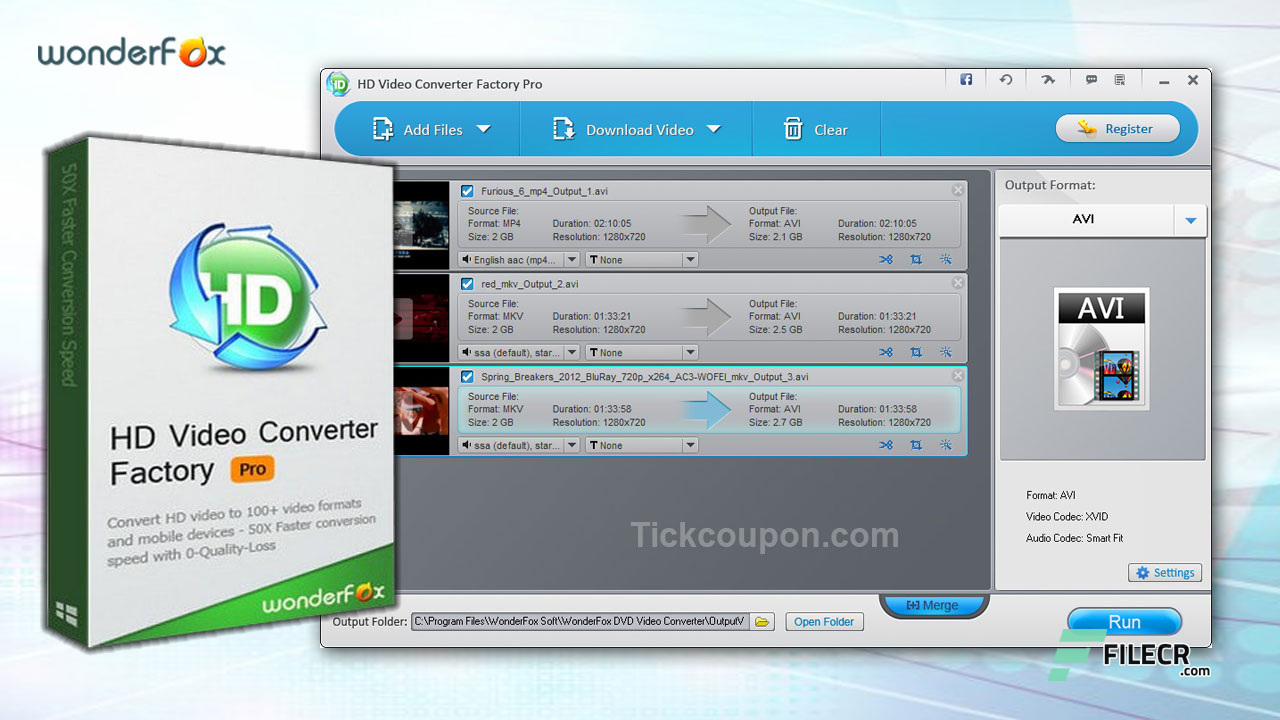 wonderfox
HD Video Converter Factory Pro
Add Files
Download Video
Clear
Register
50X Faster Conversion Speed
HD
HD Video Converter
Factory Pro
Convert HD video to 100+ video formats
and mobile devices - 50X Faster conversion
speed with 0-Quality-Loss
wonderfox
Furious_6_mp4_Output_1.avi
Source File:
Format: MP4 Duration: 02:10:05
Size: 2 GB Resolution: 1280x720
Output File:
Format: AVI Duration: 02:10:05
Size: 2.1 GB Resolution: 1280x720
English aac (mp4... T None
red_mkv_Output_2.avi
Source File:
Format: MKV Duration: 01:33:21
Size: 2 GB Resolution: 1280x720
Output File:
Format: AVI Duration: 01:33:21
Size: 2.5 GB Resolution: 1280x720
ssa (default), star... T None
Spring_Breakers_2012_BluRay_720p_x264_AC3-WOFEI_mkv_Output_3.avi
Source File:
Format: MKV Duration: 01:33:58
Size: 2 GB Resolution: 1280x720
Output File:
Format: AVI Duration: 01:33:58
Size: 2.7 GB Resolution: 1280x720
ssa (default), star... T None
Tickcoupon.com
Output Format:
AVI
AVI
Format: AVI
Video Codec: XVID
Audio Codec: Smart Fit
Settings
Output Folder: C:\Program Files\WonderFox Soft\WonderFox DVD Video Converter\OutputV
Open Folder
Merge
Run
FILECR
.com